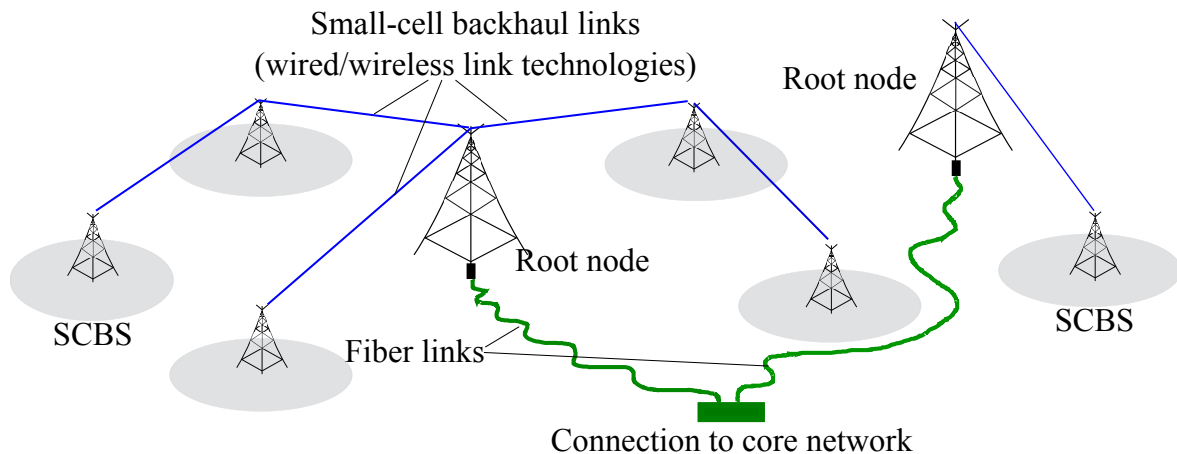 Small-cell backhaul links
(wired/wireless link technologies)
Root node
Root node
SCBS
SCBS
Fiber links
Connection to core network